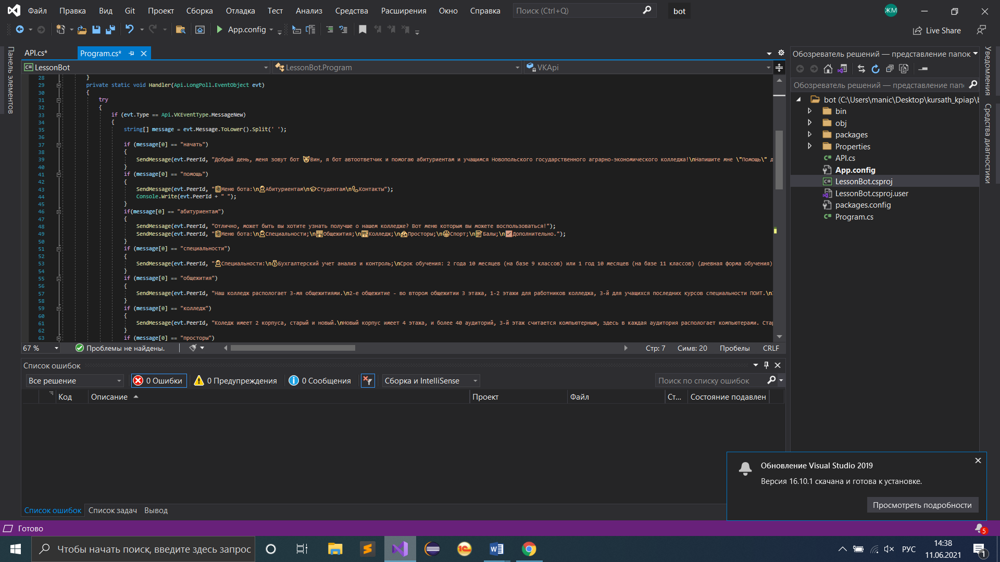 Файл Правка Вид Git Проект Сборка Отладка Тест Анализ Средства Расширения Окно Справка Поиск (Ctrl+Q) bot ЖМ
App.config Live Share
Панель элементов
API.cs* Program.cs*
LessonBot LessonBot.Program VKApi
28 }
29 private static void Handler(Api.LongPoll.EventObject evt)
30 {
31 try
32 {
33 if (evt.Type == Api.VKEventType.MessageNew)
34 {
35 string[] message = evt.Message.ToLower().Split(' ');
36
37 if (message[0] == "начать")
38 {
39 SendMessage(evt.PeerId, "Добрый день, меня зовут бот 😈Вин, я бот автоответчик и помогаю абитуриентам и учащимся Новопольского государственного аграрно-экономического колледжа!\nНапишите мне \"Помощь\" д
40 }
41 if (message[0] == "помощь")
42 {
43 SendMessage(evt.PeerId, "📋Меню бота:\n👨Абитуриентам\n🎓Студентам\n📞Контакты");
44 Console.Write(evt.PeerId + " ");
45 }
46 if(message[0] == "абитуриентам")
47 {
48 SendMessage(evt.PeerId, "Отлично, может быть вы хотите узнать получше о нашем колледже? Вот меню которым вы можете воспользоваться!");
49 SendMessage(evt.PeerId, "📋Меню бота:\n👨Специальности;\n🏢Общежития;\n🏫Колледж;\n🏠Просторы;\n🏀Спорт;\n📝Балы;\n✅Дополнительно.");
50 }
51 if (message[0] == "специальности")
52 {
53 SendMessage(evt.PeerId, "👨Специальности:\n💰Бухгалтерский учет анализ и контроль;\nСрок обучения: 2 года 10 месяцев (на базе 9 классов) или 1 год 10 месяцев (на базе 11 классов) (дневная форма обучения)
54 }
55 if (message[0] == "общежития")
56 {
57 SendMessage(evt.PeerId, "Наш колледж распологает 3-мя общежитиями.\n2-е общежитие - во втором общежитии 3 этажа, 1-2 этажи для работников колледжа, 3-й для учащихся последних курсов специальности ПОИТ.\n
58 }
59 if (message[0] == "колледж")
60 {
61 SendMessage(evt.PeerId, "Коледж имеет 2 корпуса, старый и новый.\nНовый корпус имеет 4 этажа, и более 40 аудиторий, 3-й этаж считается компьютерным, здесь в каждая аудитория распологает компьютерами. Ста
62 }
63 if (message[0] == "просторы")
67 % Проблемы не найдены. Стр: 7 Симв: 20 Пробелы CRLF
Список ошибок
Все решение 0 Ошибки 0 Предупреждения 0 Сообщения Сборка и IntelliSense Поиск по списку ошибок
Код Описание Проект Файл Ст... Состояние подавлен
Список ошибок Список задач Вывод
Обозреватель решений — представление папок
Обозреватель решений — представление папі
bot (C:\Users\manic\Desktop\kursath_kpiap\b
bin
obj
packages
Properties
API.cs
App.config
LessonBot.csproj
LessonBot.csproj.user
packages.config
Program.cs
Уведомления
Средства диагностики
Обновление Visual Studio 2019
Версия 16.10.1 скачана и готова к установке.
Просмотреть подробности
Готово 5
Чтобы начать поиск, введите здесь запрос РУС 14:38
11.06.2021 1